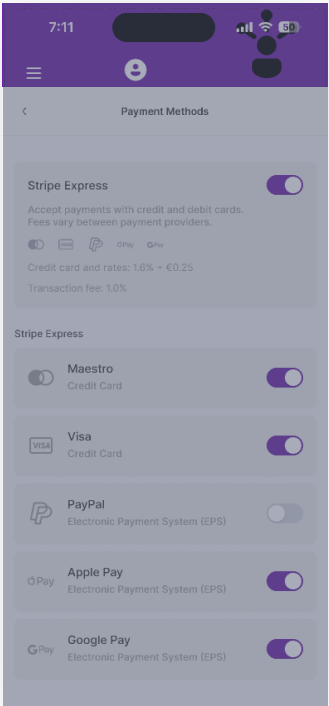 7:11
50
Payment Methods
Stripe Express
Accept payments with credit and debit cards.
Fees vary between payment providers.
VISA
Pay
G Pay
Credit card and rates: 1.6% + €0.25
Transaction fee: 1.0%
Stripe Express
Maestro
Credit Card
VISA
Visa
Credit Card
PayPal
Electronic Payment System (EPS)
Pay
Apple Pay
Electronic Payment System (EPS)
G Pay
Google Pay
Electronic Payment System (EPS)